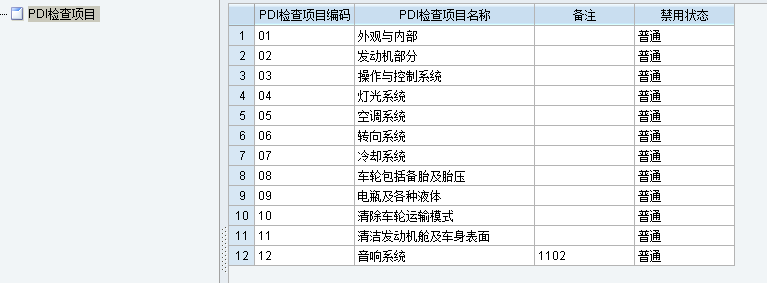 PDI检查项目
PDI检查项目编码 PDI检查项目名称 备注 禁用状态
1 01 外观与内部 普通
2 02 发动机部分 普通
3 03 操作与控制系统 普通
4 04 灯光系统 普通
5 05 空调系统 普通
6 06 转向系统 普通
7 07 冷却系统 普通
8 08 车轮包括备胎及胎压 普通
9 09 电瓶及各种液体 普通
10 10 清除车轮运输模式 普通
11 11 清洁发动机舱及车身表面 普通
12 12 音响系统 1102 普通